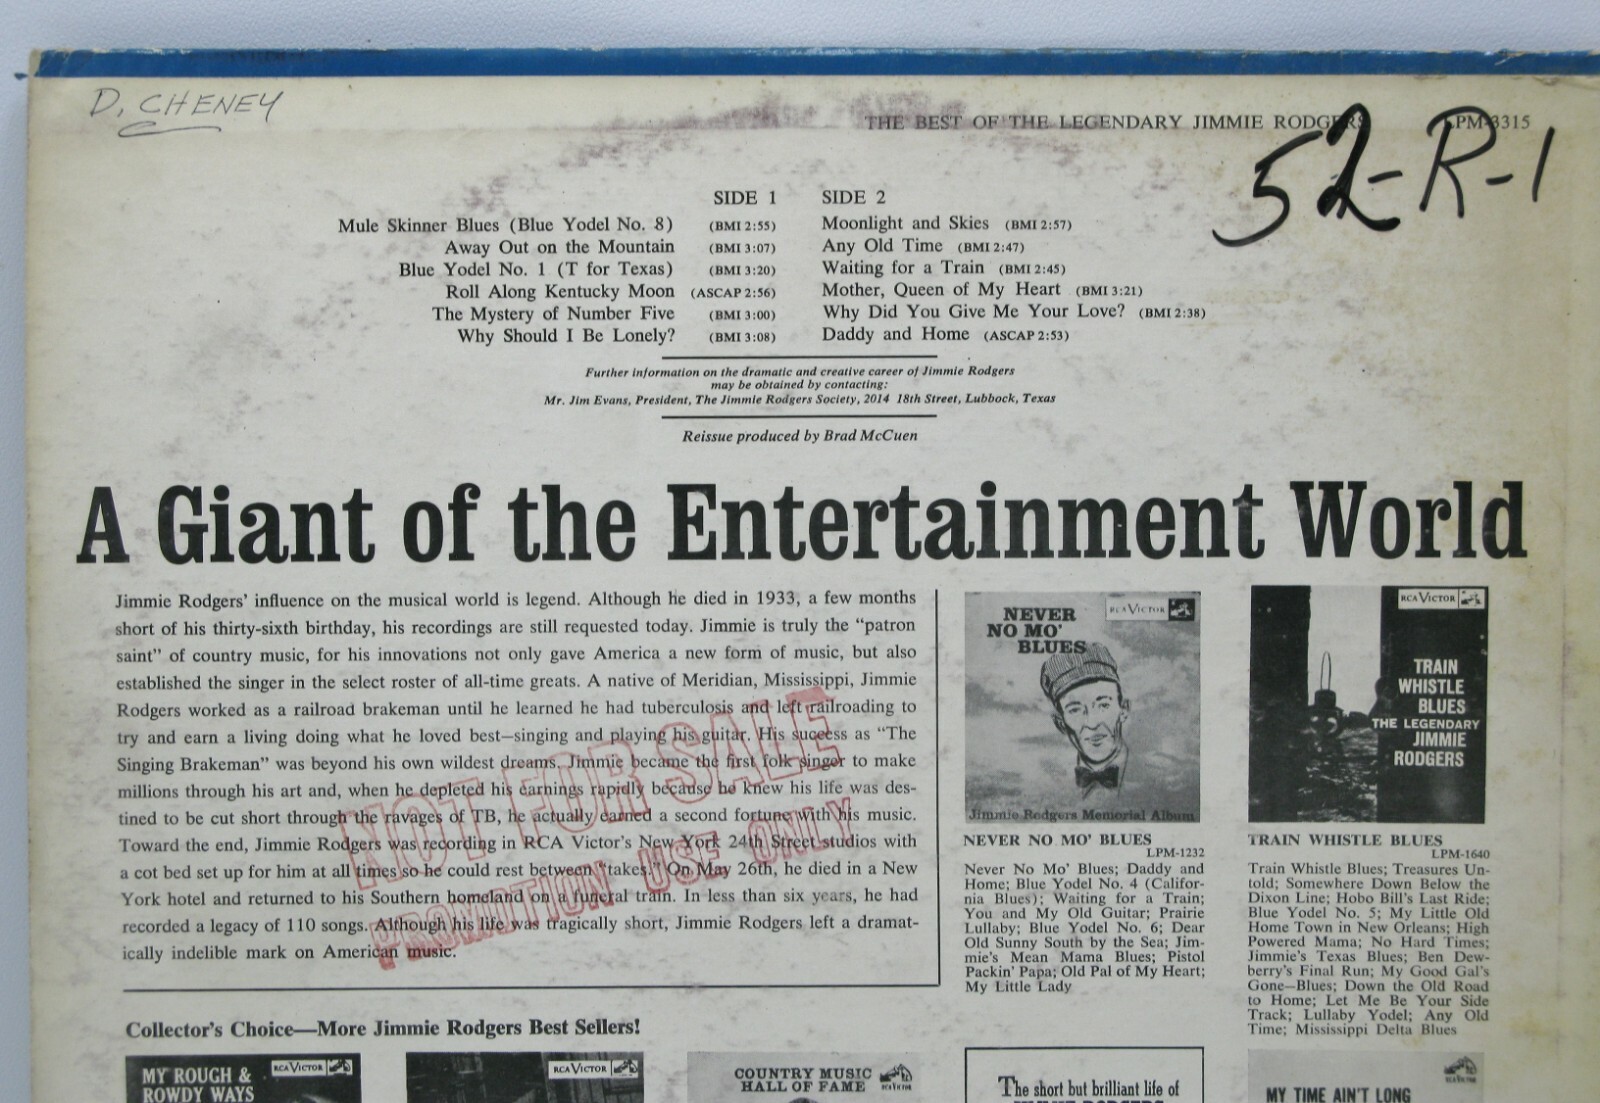 D. CHENEY
THE BEST OF THE LEGENDARY JIMMIE RODGERS LPM-3315
52-R-1
SIDE 1
Mule Skinner Blues (Blue Yodel No. 8) (BMI 2:55)
Away Out on the Mountain (BMI 3:07)
Blue Yodel No. 1 (T for Texas) (BMI 3:20)
Roll Along Kentucky Moon (ASCAP 2:56)
The Mystery of Number Five (BMI 3:00)
Why Should I Be Lonely? (BMI 3:08)
SIDE 2
Moonlight and Skies (BMI 2:57)
Any Old Time (BMI 2:47)
Waiting for a Train (BMI 2:45)
Mother, Queen of My Heart (BMI 3:21)
Why Did You Give Me Your Love? (BMI 2:38)
Daddy and Home (ASCAP 2:53)
Further information on the dramatic and creative career of Jimmie Rodgers
may be obtained by contacting:
Mr. Jim Evans, President, The Jimmie Rodgers Society, 2014 18th Street, Lubbock, Texas
Reissue produced by Brad McCuen
A Giant of the Entertainment World
Jimmie Rodgers' influence on the musical world is legend. Although he died in 1933, a few months
short of his thirty-sixth birthday, his recordings are still requested today. Jimmie is truly the “patron
saint” of country music, for his innovations not only gave America a new form of music, but also
established the singer in the select roster of all-time greats. A native of Meridian, Mississippi, Jimmie
Rodgers worked as a railroad brakeman until he learned he had tuberculosis and left railroading to
try and earn a living doing what he loved best—singing and playing his guitar. His success as “The
Singing Brakeman” was beyond his own wildest dreams. Jimmie became the first folk singer to make
millions through his art and, when he depleted his earnings rapidly because he knew his life was des-
tined to be cut short through the ravages of TB, he actually earned a second fortune with his music.
Toward the end, Jimmie Rodgers was recording in RCA Victor's New York 24th Street studios with
a cot bed set up for him at all times so he could rest between “takes.” On May 26th, he died in a New
York hotel and returned to his Southern homeland on a funeral train. In less than six years, he had
recorded a legacy of 110 songs. Although his life was tragically short, Jimmie Rodgers left a dramat-
ically indelible mark on American music.
NOT FOR SALE
PROMOTION USE ONLY
NEVER
NO MO'
BLUES
RCA VICTOR
Jimmie Rodgers Memorial Album
NEVER NO MO' BLUES
LPM-1232
Never No Mo' Blues; Daddy and
Home; Blue Yodel No. 4 (Califor-
nia Blues); Waiting for a Train;
You and My Old Guitar; Prairie
Lullaby; Blue Yodel No. 6; Dear
Old Sunny South by the Sea; Jim-
mie's Mean Mama Blues; Pistol
Packin' Papa; Old Pal of My Heart;
My Little Lady
RCA VICTOR
TRAIN
WHISTLE
BLUES
THE LEGENDARY
JIMMIE
RODGERS
TRAIN WHISTLE BLUES
LPM-1640
Train Whistle Blues; Treasures Un-
told; Somewhere Down Below the
Dixon Line; Hobo Bill's Last Ride;
Blue Yodel No. 5; My Little Old
Home Town in New Orleans; High
Powered Mama; No Hard Times;
Jimmie's Texas Blues; Ben Dew-
berry's Final Run; My Good Gal's
Gone—Blues; Down the Old Road
to Home; Let Me Be Your Side
Track; Lullaby Yodel; Any Old
Time; Mississippi Delta Blues
Collector's Choice—More Jimmie Rodgers Best Sellers!
MY ROUGH &
ROWDY WAYS
RCA VICTOR
RCA VICTOR
COUNTRY MUSIC
HALL OF FAME
RCA VICTOR
The short but brilliant life of
JIMMIE RODGERS
MY TIME AIN'T LONG
RCA VICTOR